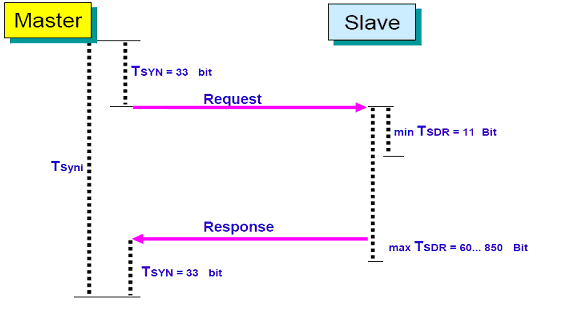 Master
Slave
TSYN = 33 bit
Request
min TSDR = 11 Bit
TSyni
Response
max TSDR = 60... 850 Bit
TSYN = 33 bit